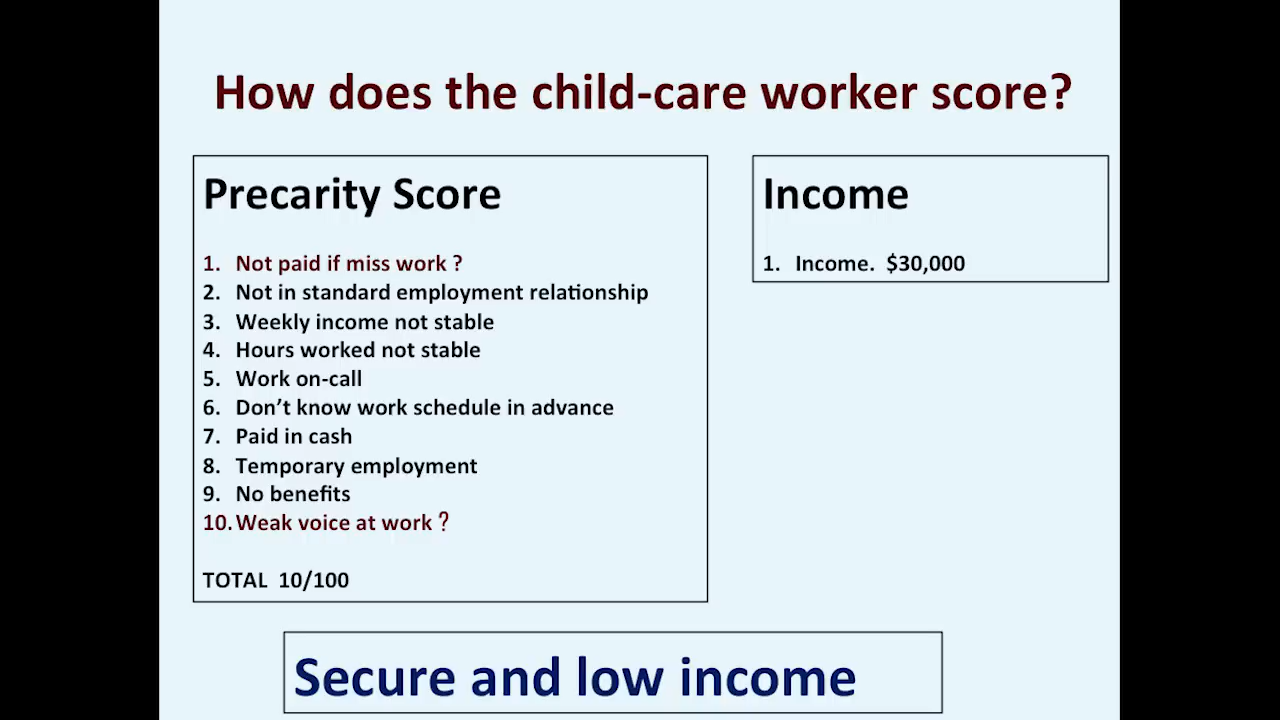 How does the child-care worker score?
Precarity Score
1. Not paid if miss work ?
2. Not in standard employment relationship
3. Weekly income not stable
4. Hours worked not stable
5. Work on-call
6. Don't know work schedule in advance
7. Paid in cash
8. Temporary employment
9. No benefits
10. Weak voice at work ?
TOTAL 10/100
Income
1. Income. $30,000
Secure and low income